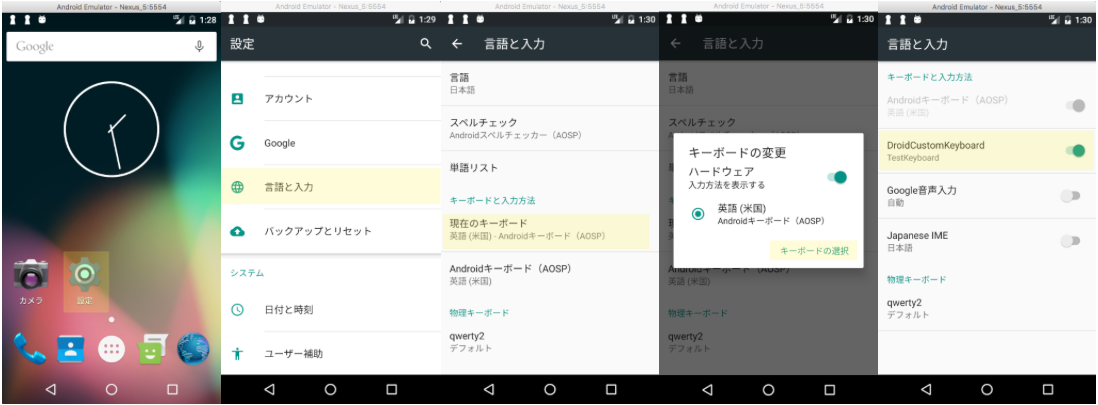 Android Emulator - Nexus_5:5554
1:28
Google
カメラ
設定
Android Emulator - Nexus_5:5554
1:29
設定
アカウント
G
Google
言語と入力
バックアップとリセット
システム
日付と時刻
ユーザー補助
Android Emulator - Nexus_5:5554
1:30
言語と入力
言語
日本語
スペルチェック
Androidスペルチェッカー（AOSP）
単語リスト
キーボードと入力方法
現在のキーボード
英語 (米国) - Androidキーボード（AOSP）
Androidキーボード（AOSP）
英語 (米国)
物理キーボード
qwerty2
デフォルト
Android Emulator - Nexus_5:5554
1:30
言語と入力
言語
日本語
スペルチェック
キーボードの変更
ハードウェア
入力方法を表示する
英語 (米国)
Androidキーボード（AOSP）
キーボードの選択
Androidキーボード（AOSP）
英語 (米国)
物理キーボード
qwerty2
デフォルト
Android Emulator - Nexus_5:5554
1:30
言語と入力
キーボードと入力方法
Androidキーボード（AOSP）
英語 (米国)
DroidCustomKeyboard
TestKeyboard
Google音声入力
自動
Japanese IME
日本語
物理キーボード
qwerty2
デフォルト